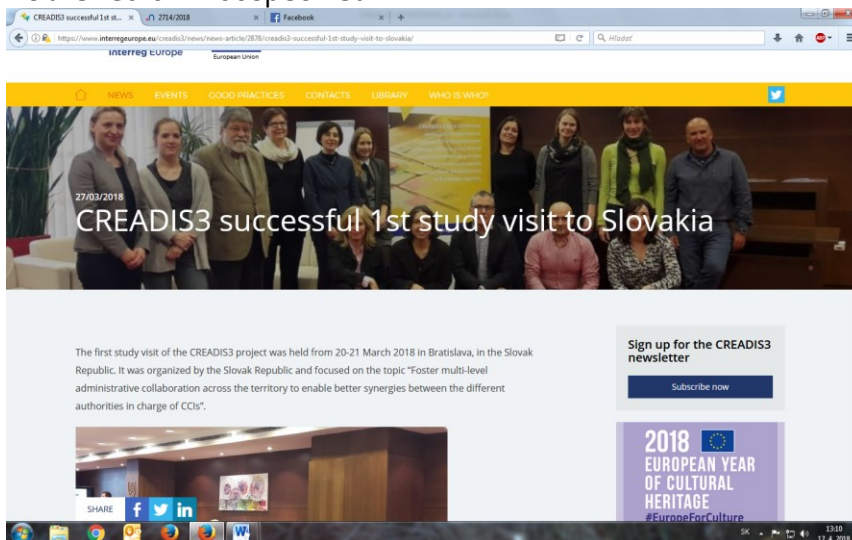 CREADIS3 successful 1st st...
2714/2018
Facebook
https://www.interregeurope.eu/creadis3/news/news-article/2878/creadis3-successful-1st-study-visit-to-slovakia/
Hľadať
ABP
Interreg Europe
European Union
NEWS EVENTS GOOD PRACTICES CONTACTS LIBRARY WHO IS WHO?
27/03/2018
CREADIS3 successful 1st study visit to Slovakia
The first study visit of the CREADIS3 project was held from 20-21 March 2018 in Bratislava, in the Slovak
Republic. It was organized by the Slovak Republic and focused on the topic “Foster multi-level
administrative collaboration across the territory to enable better synergies between the different
authorities in charge of CCIs”.
Sign up for the CREADIS3
newsletter
Subscribe now
2018
EUROPEAN YEAR
OF CULTURAL
HERITAGE
#EuropeForCulture
SHARE
SK
13:10
17. 4. 2018